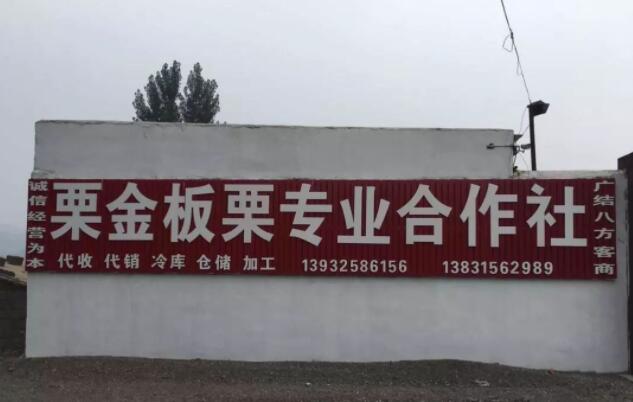 诚信经营为本
栗金板栗专业合作社
代收 代销 冷库 仓储 加工 13932586156 13831562989
广结八方客商